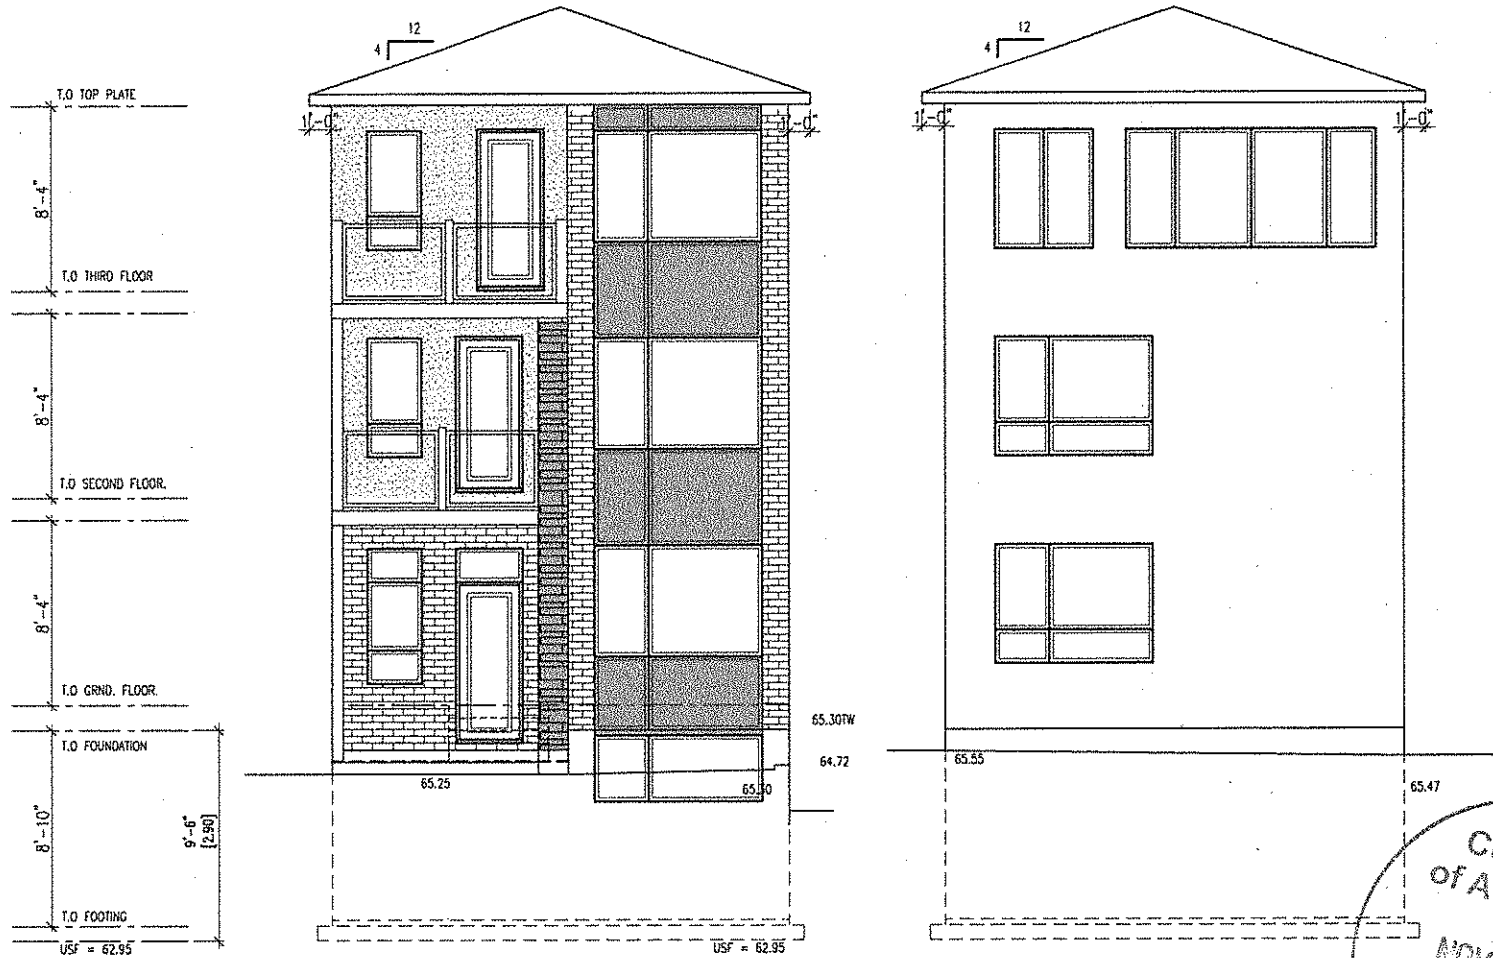 12
4
12
4
T.O TOP PLATE
1'-0"
1'-0"
1'-0"
1'-0"
8'-4"
T.O THIRD FLOOR
8'-4"
T.O SECOND FLOOR.
8'-4"
T.O GRND. FLOOR.
65.30TW
T.O FOUNDATION
64.72
65.55
65.25
65.47
8'-10"
9'-6"
[2.90]
of A
T.O FOOTING
USF = 62.95
USF = 62.95